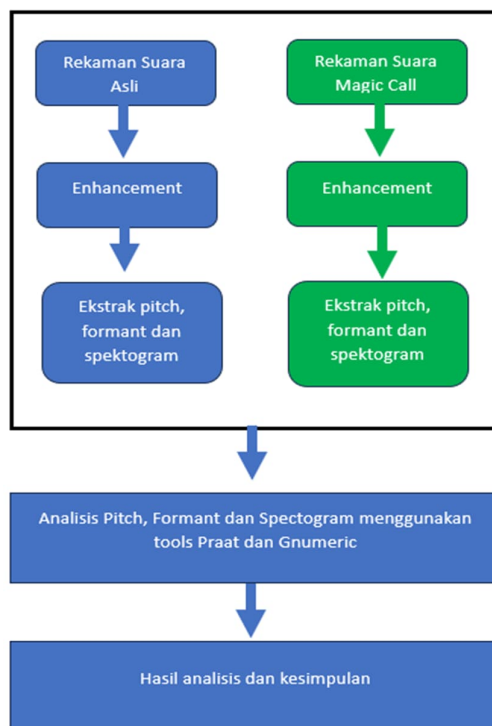 Rekaman Suara
Asli
Enhancement
Ekstrak pitch,
formant dan
spektogram
Rekaman Suara
Magic Call
Enhancement
Ekstrak pitch,
formant dan
spektogram
Analisis Pitch, Formant dan Spectogram menggunakan
tools Praat dan Gnumeric
Hasil analisis dan kesimpulan